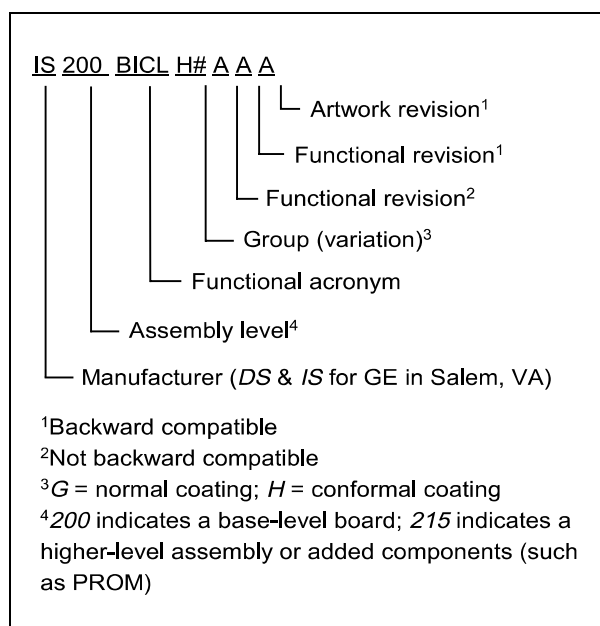 IS 200 BICL H# A A A
Artwork revision¹
Functional revision¹
Functional revision²
Group (variation)³
Functional acronym
Assembly level⁴
Manufacturer (DS & IS for GE in Salem, VA)
¹Backward compatible
²Not backward compatible
³G = normal coating; H = conformal coating
⁴200 indicates a base-level board; 215 indicates a
higher-level assembly or added components (such
as PROM)